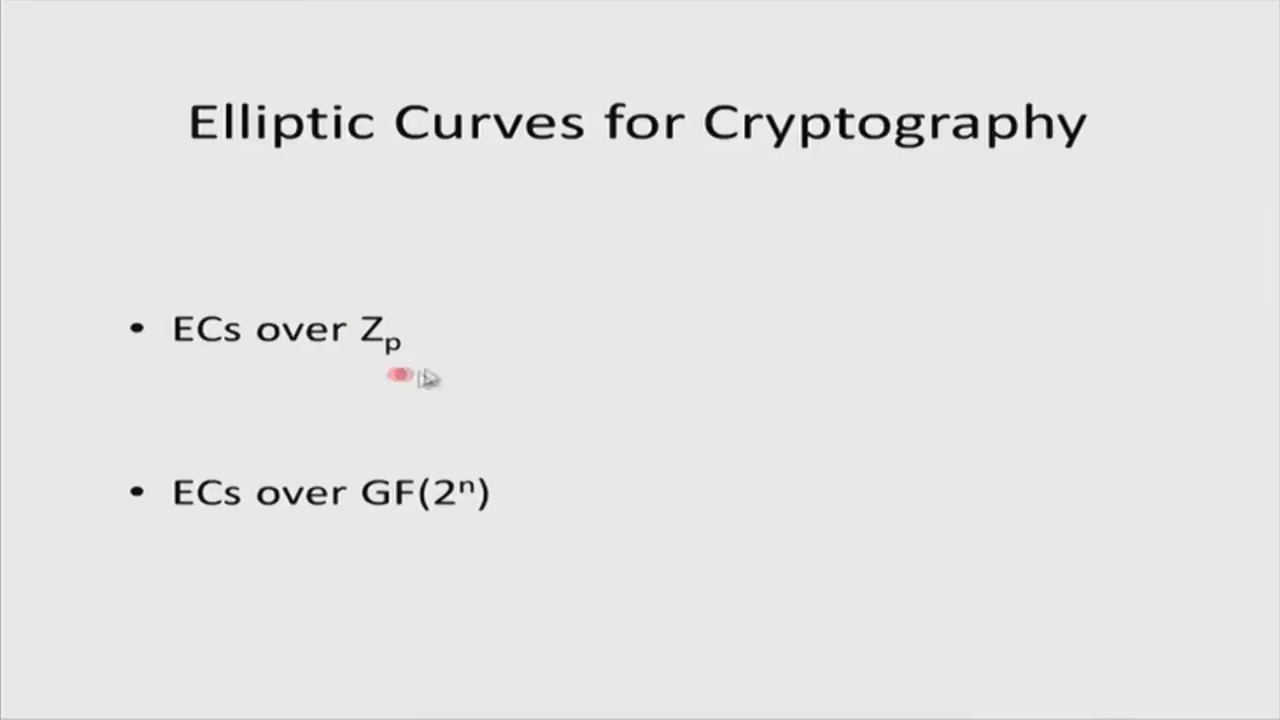 Elliptic Curves for Cryptography
• ECs over Zₚ
• ECs over GF(2ⁿ)